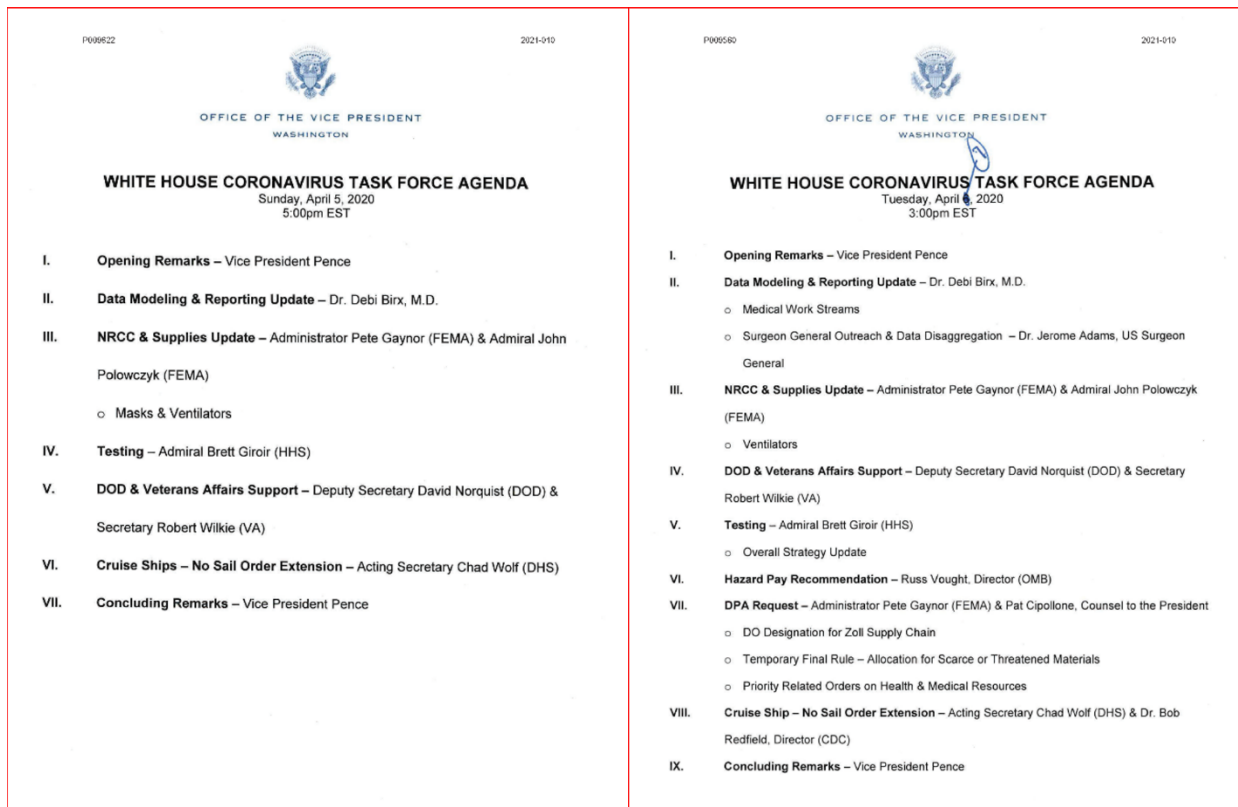 P009622 2021-010
OFFICE OF THE VICE PRESIDENT
WASHINGTON
WHITE HOUSE CORONAVIRUS TASK FORCE AGENDA
Sunday, April 5, 2020
5:00pm EST
I. Opening Remarks – Vice President Pence
II. Data Modeling & Reporting Update – Dr. Debi Birx, M.D.
III. NRCC & Supplies Update – Administrator Pete Gaynor (FEMA) & Admiral John
Polowczyk (FEMA)
o Masks & Ventilators
IV. Testing – Admiral Brett Giroir (HHS)
V. DOD & Veterans Affairs Support – Deputy Secretary David Norquist (DOD) &
Secretary Robert Wilkie (VA)
VI. Cruise Ships – No Sail Order Extension – Acting Secretary Chad Wolf (DHS)
VII. Concluding Remarks – Vice President Pence
P009560 2021-010
OFFICE OF THE VICE PRESIDENT
WASHINGTON
7
WHITE HOUSE CORONAVIRUS TASK FORCE AGENDA
Tuesday, April , 2020
3:00pm EST
I. Opening Remarks – Vice President Pence
II. Data Modeling & Reporting Update – Dr. Debi Birx, M.D.
o Medical Work Streams
o Surgeon General Outreach & Data Disaggregation – Dr. Jerome Adams, US Surgeon
General
III. NRCC & Supplies Update – Administrator Pete Gaynor (FEMA) & Admiral John Polowczyk
(FEMA)
o Ventilators
IV. DOD & Veterans Affairs Support – Deputy Secretary David Norquist (DOD) & Secretary
Robert Wilkie (VA)
V. Testing – Admiral Brett Giroir (HHS)
o Overall Strategy Update
VI. Hazard Pay Recommendation – Russ Vought, Director (OMB)
VII. DPA Request – Administrator Pete Gaynor (FEMA) & Pat Cipollone, Counsel to the President
o DO Designation for Zoll Supply Chain
o Temporary Final Rule – Allocation for Scarce or Threatened Materials
o Priority Related Orders on Health & Medical Resources
VIII. Cruise Ship – No Sail Order Extension – Acting Secretary Chad Wolf (DHS) & Dr. Bob
Redfield, Director (CDC)
IX. Concluding Remarks – Vice President Pence